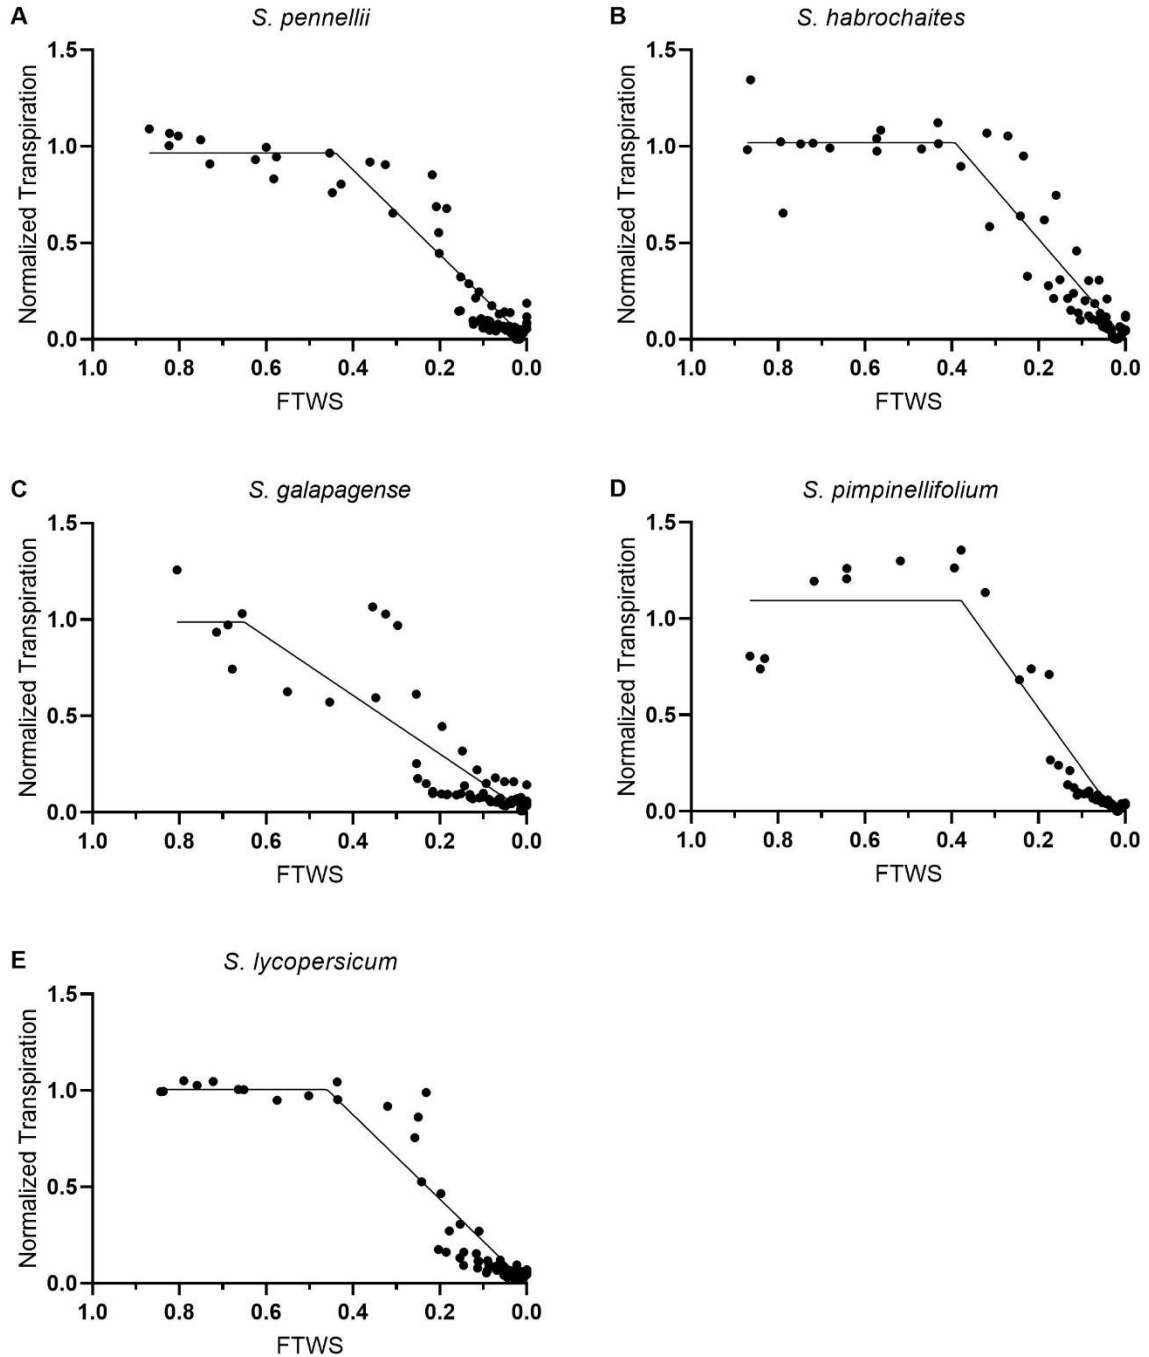 A
S. pennellii
Normalized Transpiration
1.5
1.0
0.5
0.0
1.0 0.8 0.6 0.4 0.2 0.0
FTWS
B
S. habrochaites
Normalized Transpiration
1.5
1.0
0.5
0.0
1.0 0.8 0.6 0.4 0.2 0.0
FTWS
C
S. galapagense
Normalized Transpiration
1.5
1.0
0.5
0.0
1.0 0.8 0.6 0.4 0.2 0.0
FTWS
D
S. pimpinellifolium
Normalized Transpiration
1.5
1.0
0.5
0.0
1.0 0.8 0.6 0.4 0.2 0.0
FTWS
E
S. lycopersicum
Normalized Transpiration
1.5
1.0
0.5
0.0
1.0 0.8 0.6 0.4 0.2 0.0
FTWS